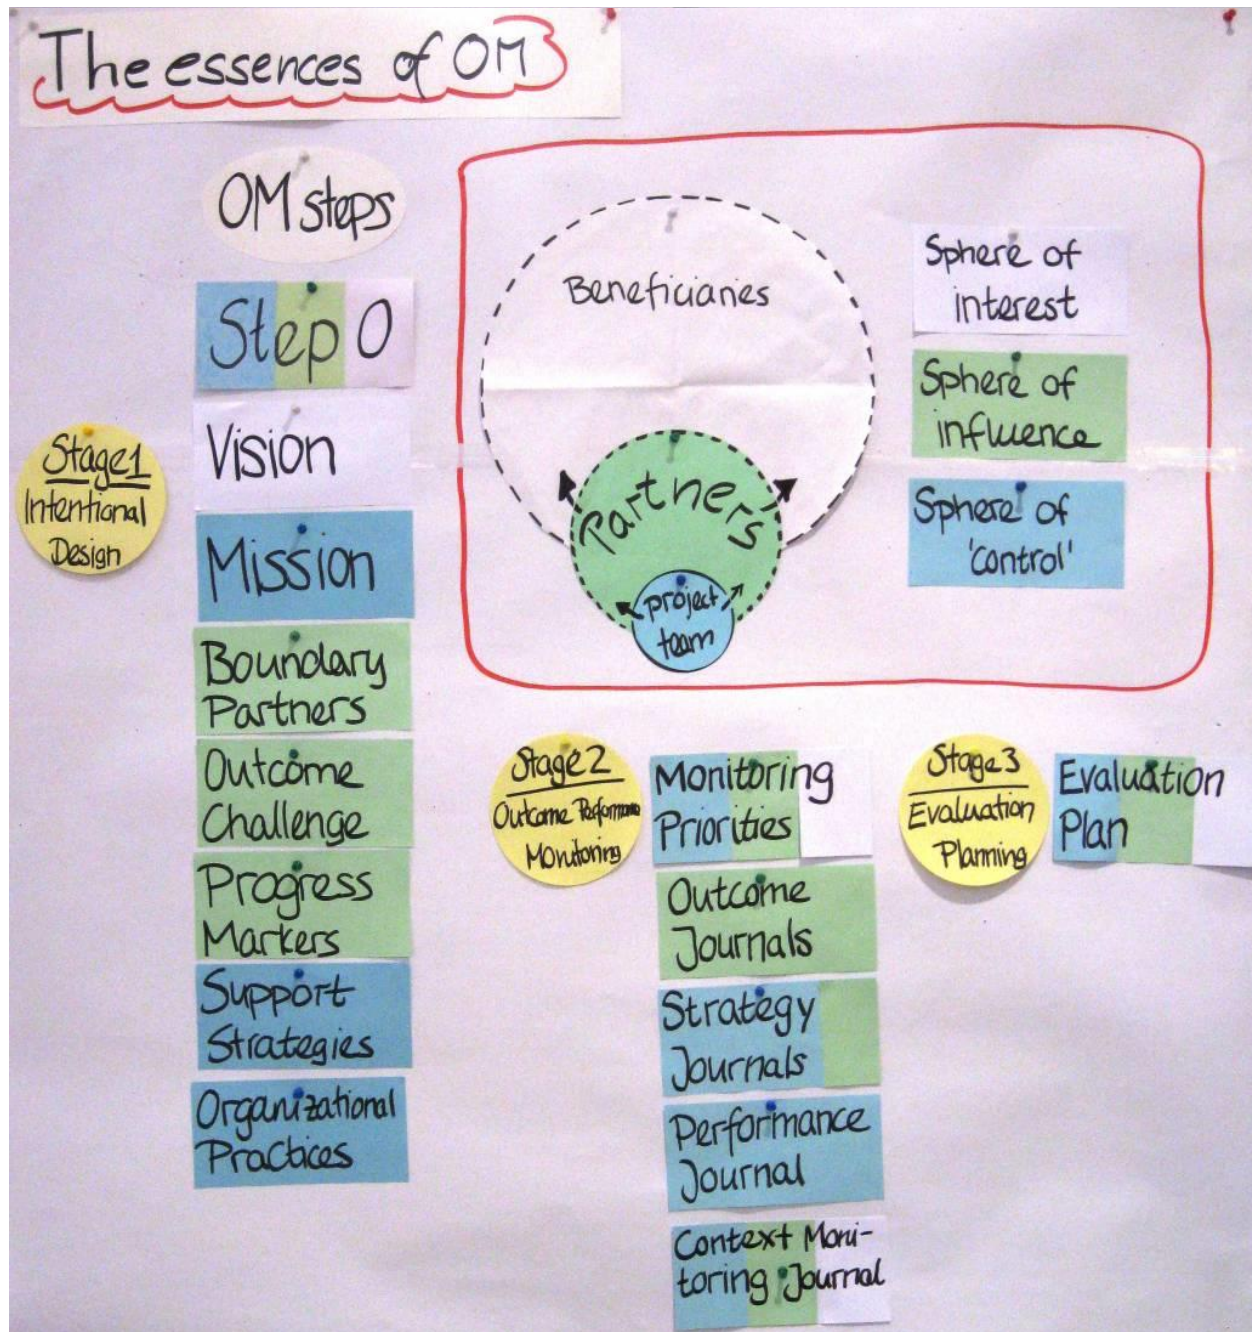 The essences of OM
OM steps
Step 0
Stage 1
Intentional
Design
Vision
Mission
Boundary
Partners
Outcome
Challenge
Progress
Markers
Support
Strategies
Organizational
Practices
Beneficiaries
Partners
project
team
Sphere of
interest
Sphere of
influence
Sphere of
'control'
Stage 2
Outcome Performance
Monitoring
Monitoring
Priorities
Outcome
Journals
Strategy
Journals
Performance
Journal
Context Moni-
toring Journal
Stage 3
Evaluation
Planning
Evaluation
Plan